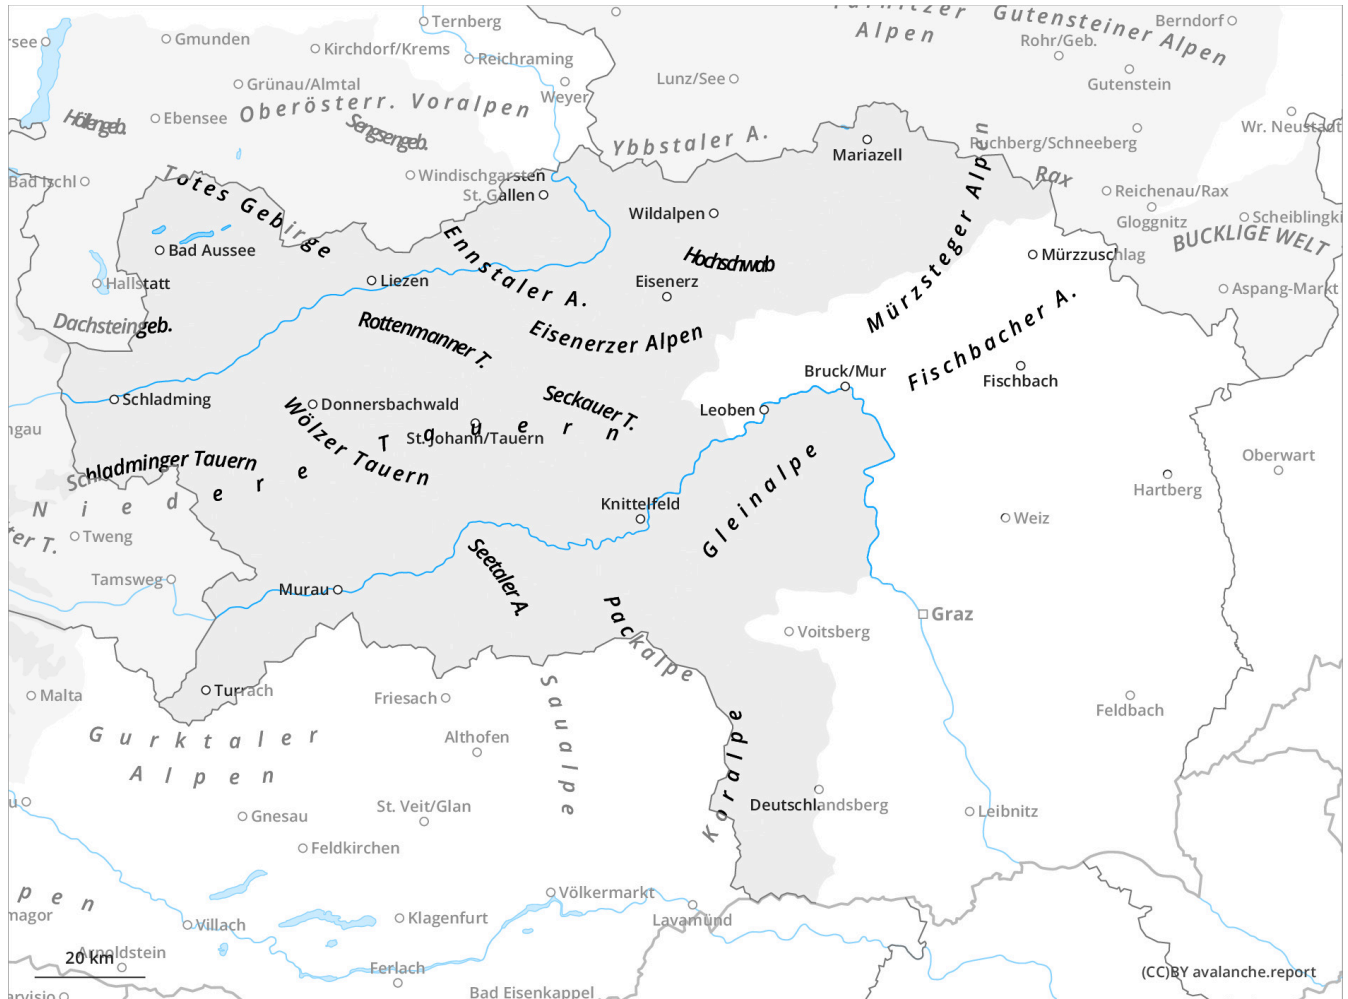 Ternberg
Gutensteiner Alpen
Alpen
Berndorf
Gmunden
Kirchdorf/Krems
Rohr/Geb.
Reichraming
Lunz/See
Gutenstein
Grünau/Almtal
Weyer
Oberösterr. Voralpen
Höllengeb.
Ebensee
Sengsengeb.
Ybbstaler A.
Wr. Neustadt
Puchberg/Schneeberg
Mariazell
Rax
Bad Ischl
Totes Gebirge
Windischgarsten
St. Gallen
Reichenau/Rax
Gloggnitz
Wildalpen
BUCKLIGE WELT
Bad Aussee
Ennstaler A.
Hochschwab
Mürzsteger Alpen
Mürzzuschlag
Hallstatt
Liezen
Eisenerz
Aspang-Markt
Dachsteingeb.
Rottenmanner T.
Eisenerzer Alpen
Fischbacher A.
Bruck/Mur
Fischbach
Schladming
Donnersbachwald
Seckauer T.
Leoben
St. Johann/Tauern
Wölzer Tauern
Schladminger Tauern
Niedere Tauern
Gleinalpe
Oberwart
Hartberg
Knittelfeld
Weiz
Tweng
Tamsweg
Murau
Seetaler A.
Packalpe
Graz
Voitsberg
Malta
Turrach
Friesach
Saualpe
Feldbach
Gurktaler
Alpen
Althofen
Koralpe
St. Veit/Glan
Deutschlandsberg
Gnesau
Leibnitz
Feldkirchen
Völkermarkt
Klagenfurt
Lavamünd
Villach
Arnoldstein
20 km
Ferlach
(CC)BY avalanche.report
Bad Eisenkappel